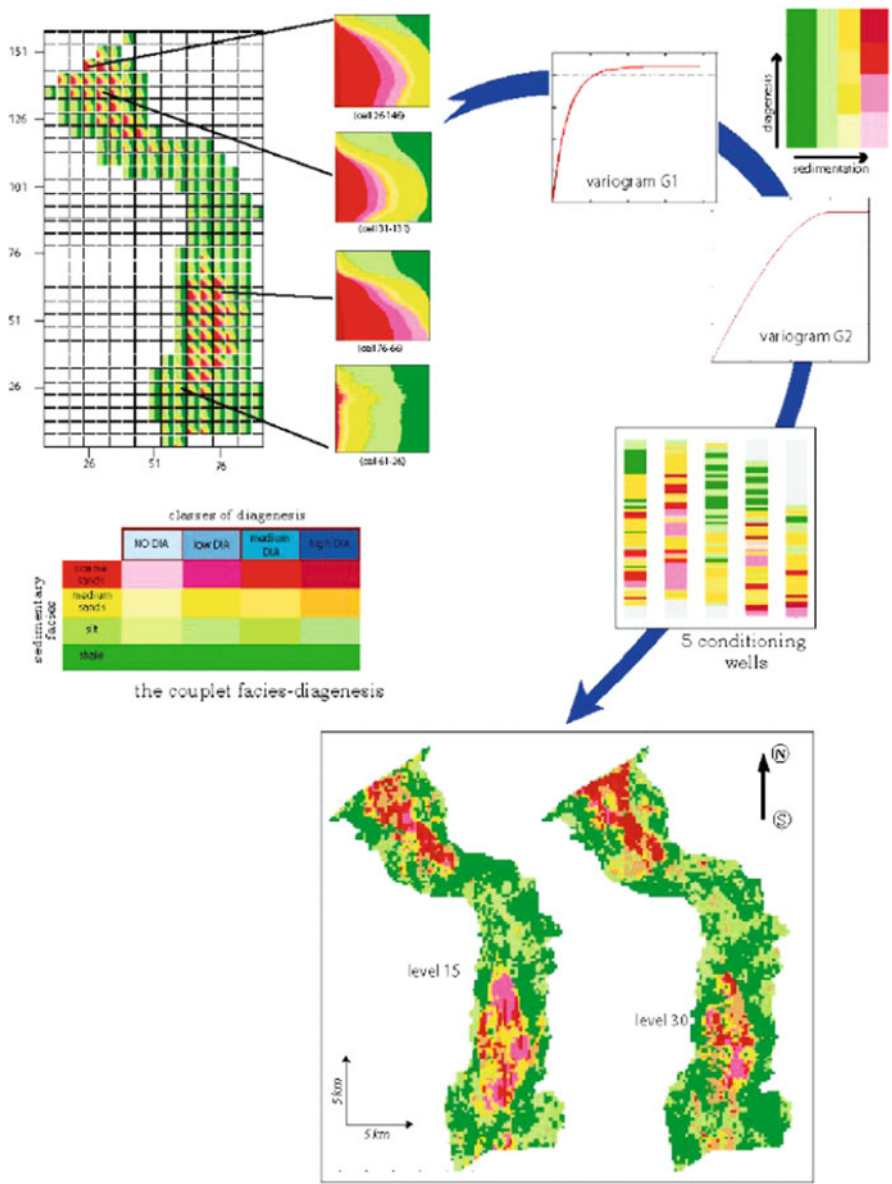 151
126
101
76
51
26
26
51
76
(cell 26-146)
(cell 31-131)
(cell 76-66)
(cell 61-26)
variogram G1
diagenesis
sedimentation
variogram G2
5 conditioning
wells
classes of diagenesis
NO DIA
low DIA
medium
DIA
high DIA
sedimentary
facies
coarse
sands
medium
sands
silt
shale
the couplet facies-diagenesis
N
S
level 15
level 30
5 km
5 km